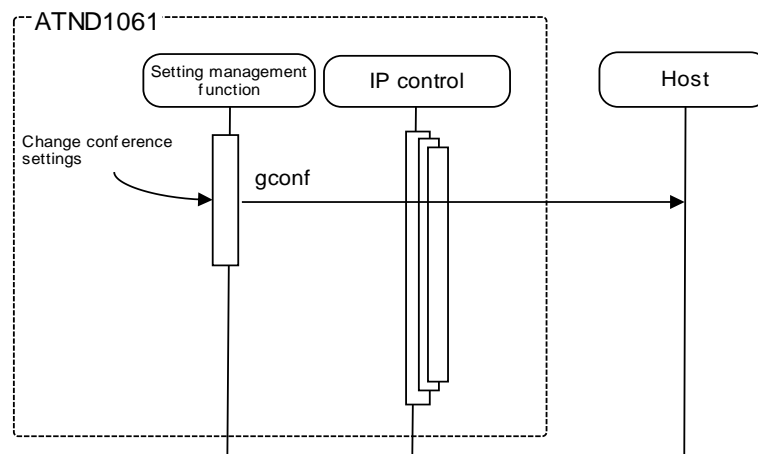 ATND1061
Setting management
function
IP control
Host
Change conference
settings
gconf